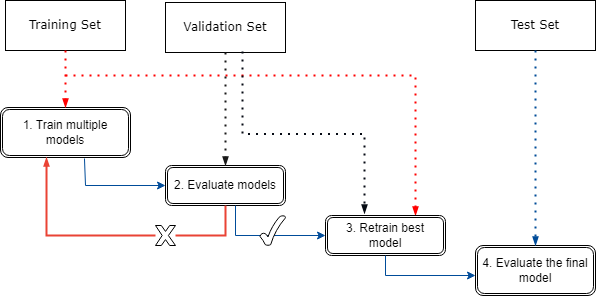 Training Set
Validation Set
Test Set
1. Train multiple
models
2. Evaluate models
X
3. Retrain best
model
4. Evaluate the final
model